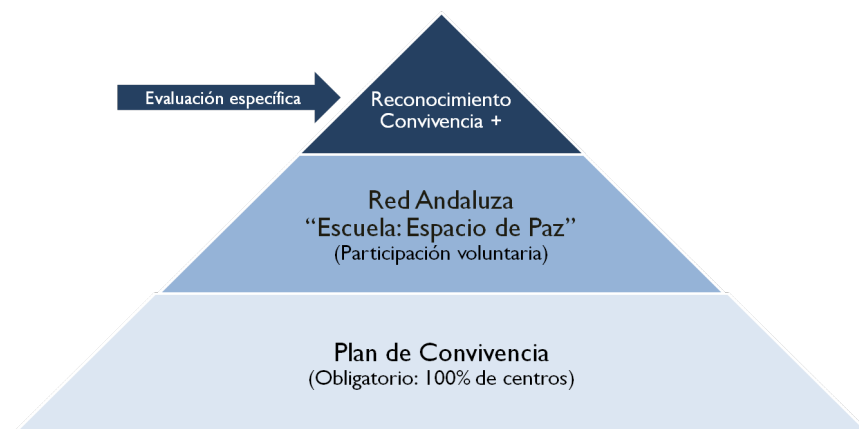 Evaluación específica
Reconocimiento
Convivencia +
Red Andaluza
“Escuela: Espacio de Paz”
(Participación voluntaria)
Plan de Convivencia
(Obligatorio: 100% de centros)